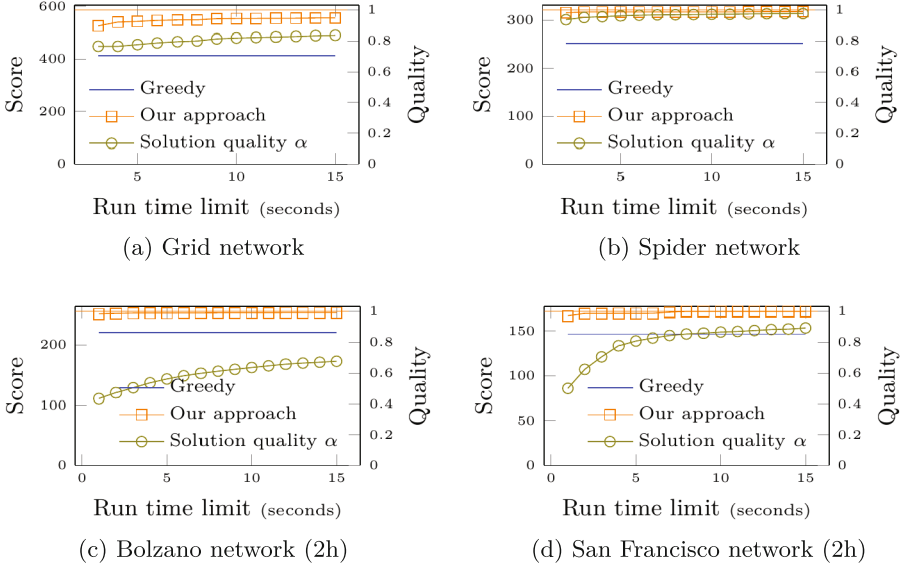 600
400
200
0
Score
1
0.8
0.6
0.4
0.2
0
Quality
Greedy
Our approach
Solution quality α
5 10 15
Run time limit (seconds)
(a) Grid network
300
200
100
0
Score
1
0.8
0.6
0.4
0.2
0
Quality
Greedy
Our approach
Solution quality α
5 10 15
Run time limit (seconds)
(b) Spider network
200
100
0
Score
1
0.8
0.6
0.4
0.2
0
Quality
Greedy
Our approach
Solution quality α
0 5 10 15
Run time limit (seconds)
(c) Bolzano network (2h)
150
100
50
0
Score
1
0.8
0.6
0.4
0.2
0
Quality
Greedy
Our approach
Solution quality α
0 5 10 15
Run time limit (seconds)
(d) San Francisco network (2h)